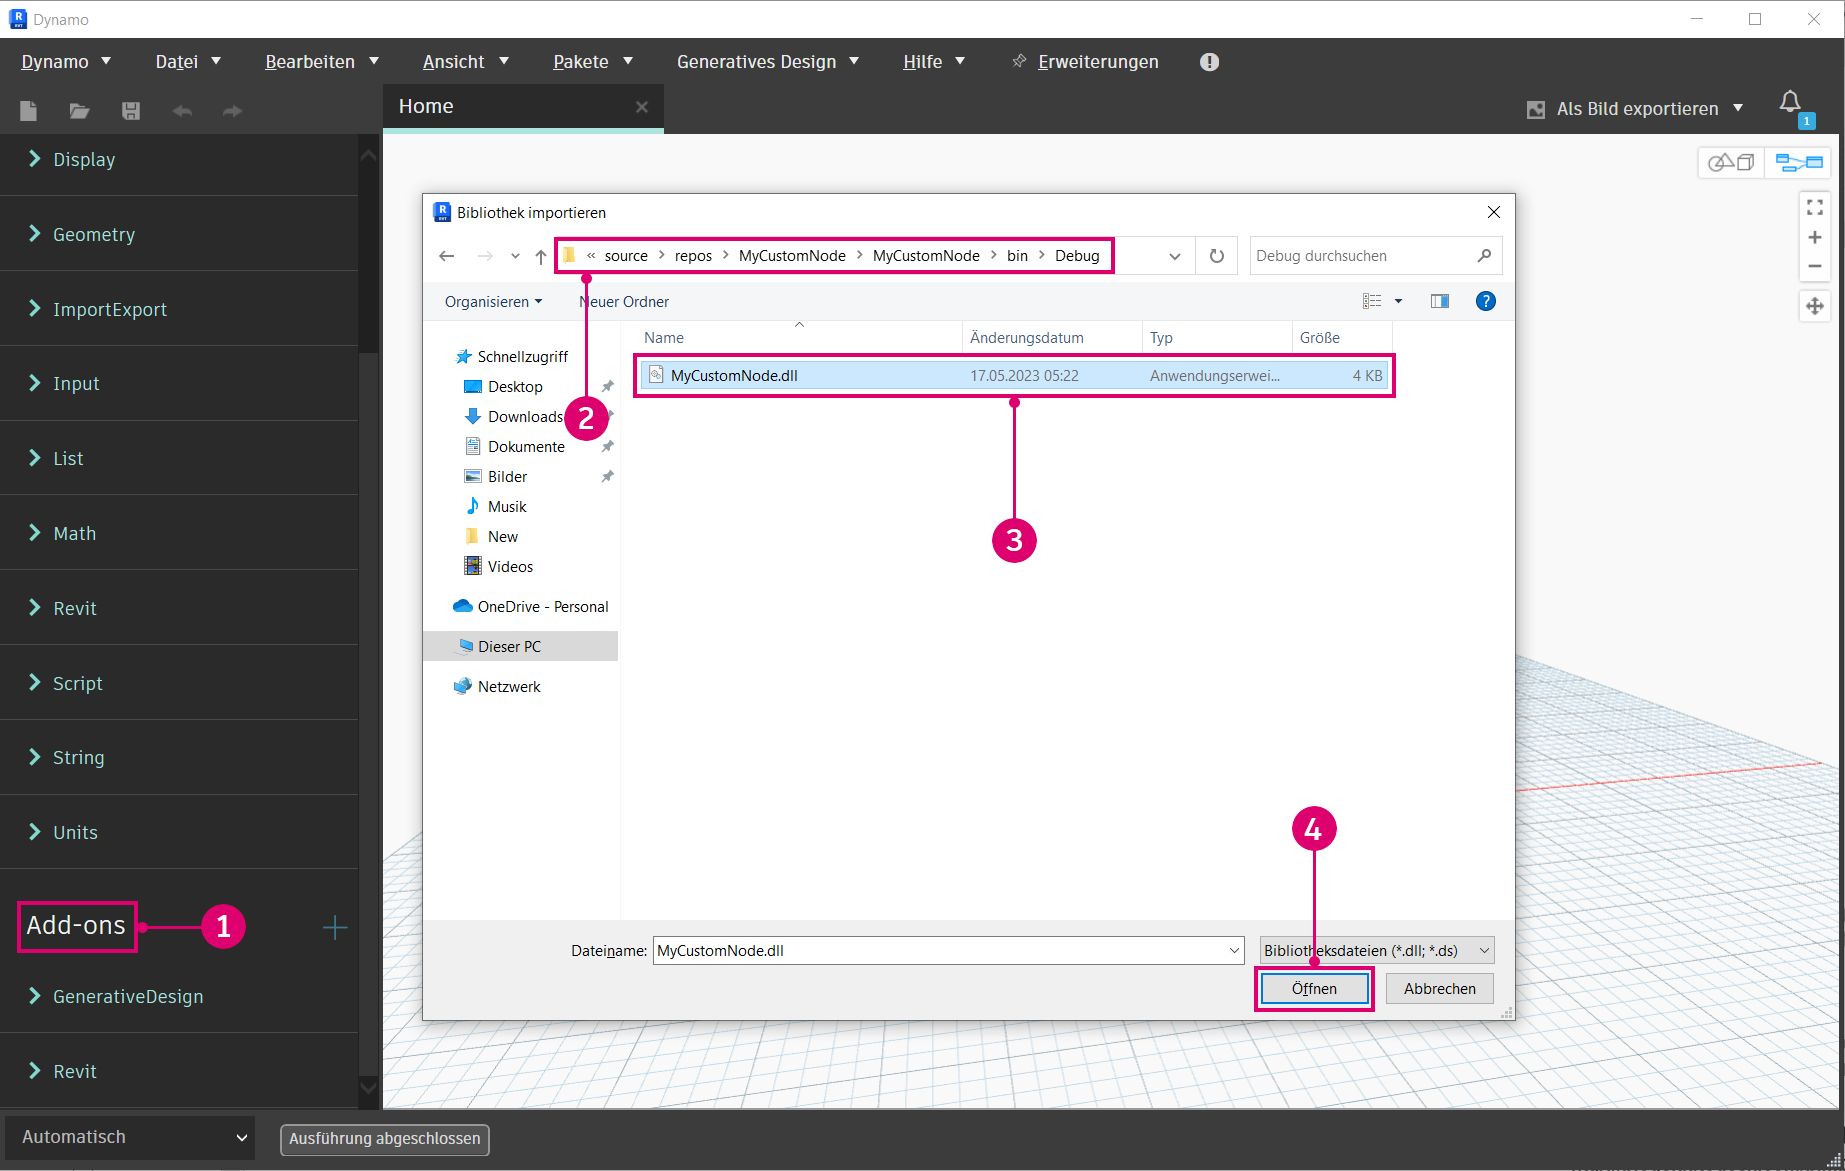 Dynamo
Dynamo Datei Bearbeiten Ansicht Pakete Generatives Design Hilfe Erweiterungen
Home
Als Bild exportieren
1
Display
Geometry
ImportExport
Input
List
Math
Revit
Script
String
Units
Add-ons
1
GenerativeDesign
Revit
Automatisch
Ausführung abgeschlossen
Bibliothek importieren
« source › repos › MyCustomNode › MyCustomNode › bin › Debug
Debug durchsuchen
Organisieren Neuer Ordner
Name Änderungsdatum Typ Größe
MyCustomNode.dll 17.05.2023 05:22 Anwendungserwei... 4 KB
Schnellzugriff
Desktop
Downloads
2
Dokumente
Bilder
Musik
New
Videos
OneDrive - Personal
Dieser PC
Netzwerk
3
4
Dateiname: MyCustomNode.dll
Bibliotheksdateien (*.dll; *.ds)
Öffnen
Abbrechen